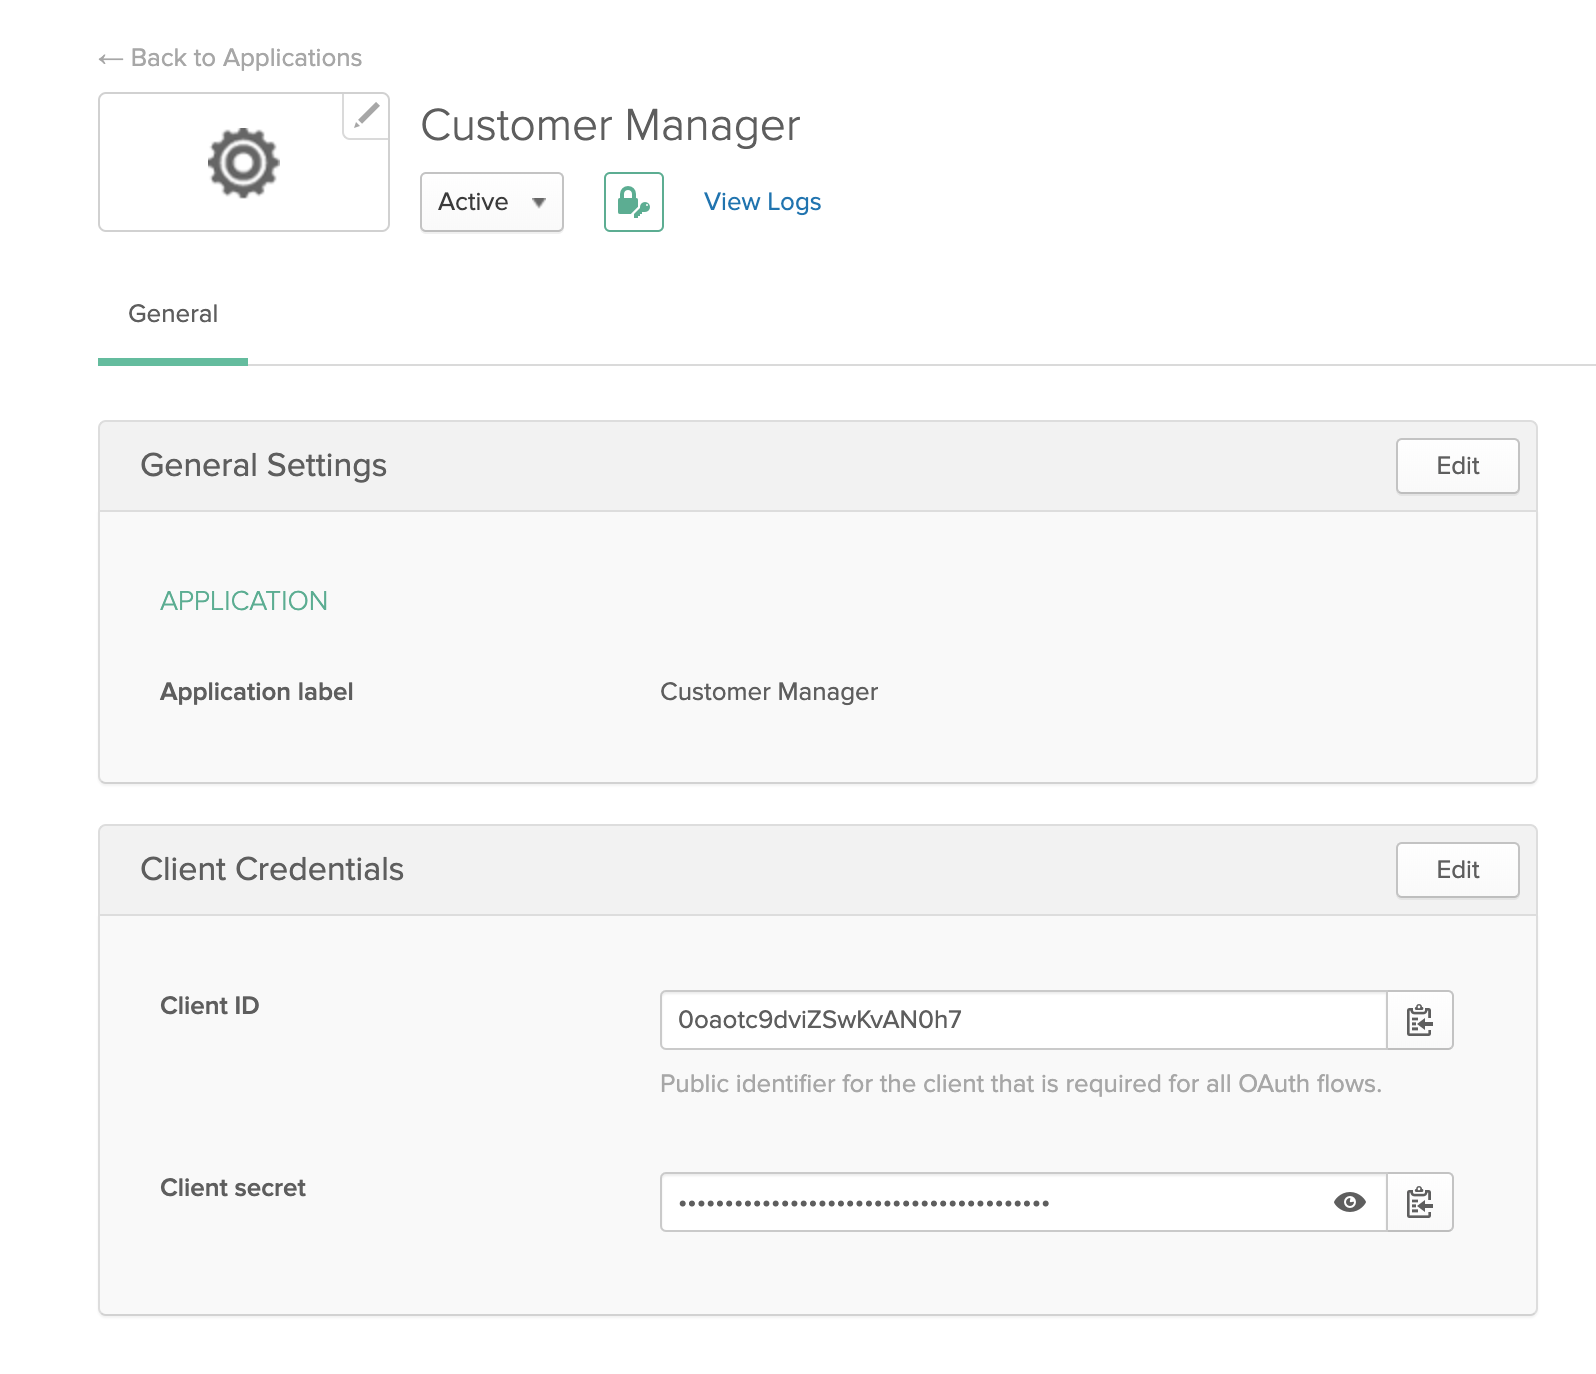 ← Back to Applications
Customer Manager
Active
View Logs
General
General Settings
Edit
APPLICATION
Application label
Customer Manager
Client Credentials
Edit
Client ID
0oaotc9dviZSwKvAN0h7
Public identifier for the client that is required for all OAuth flows.
Client secret
••••••••••••••••••••••••••••••••••••••••